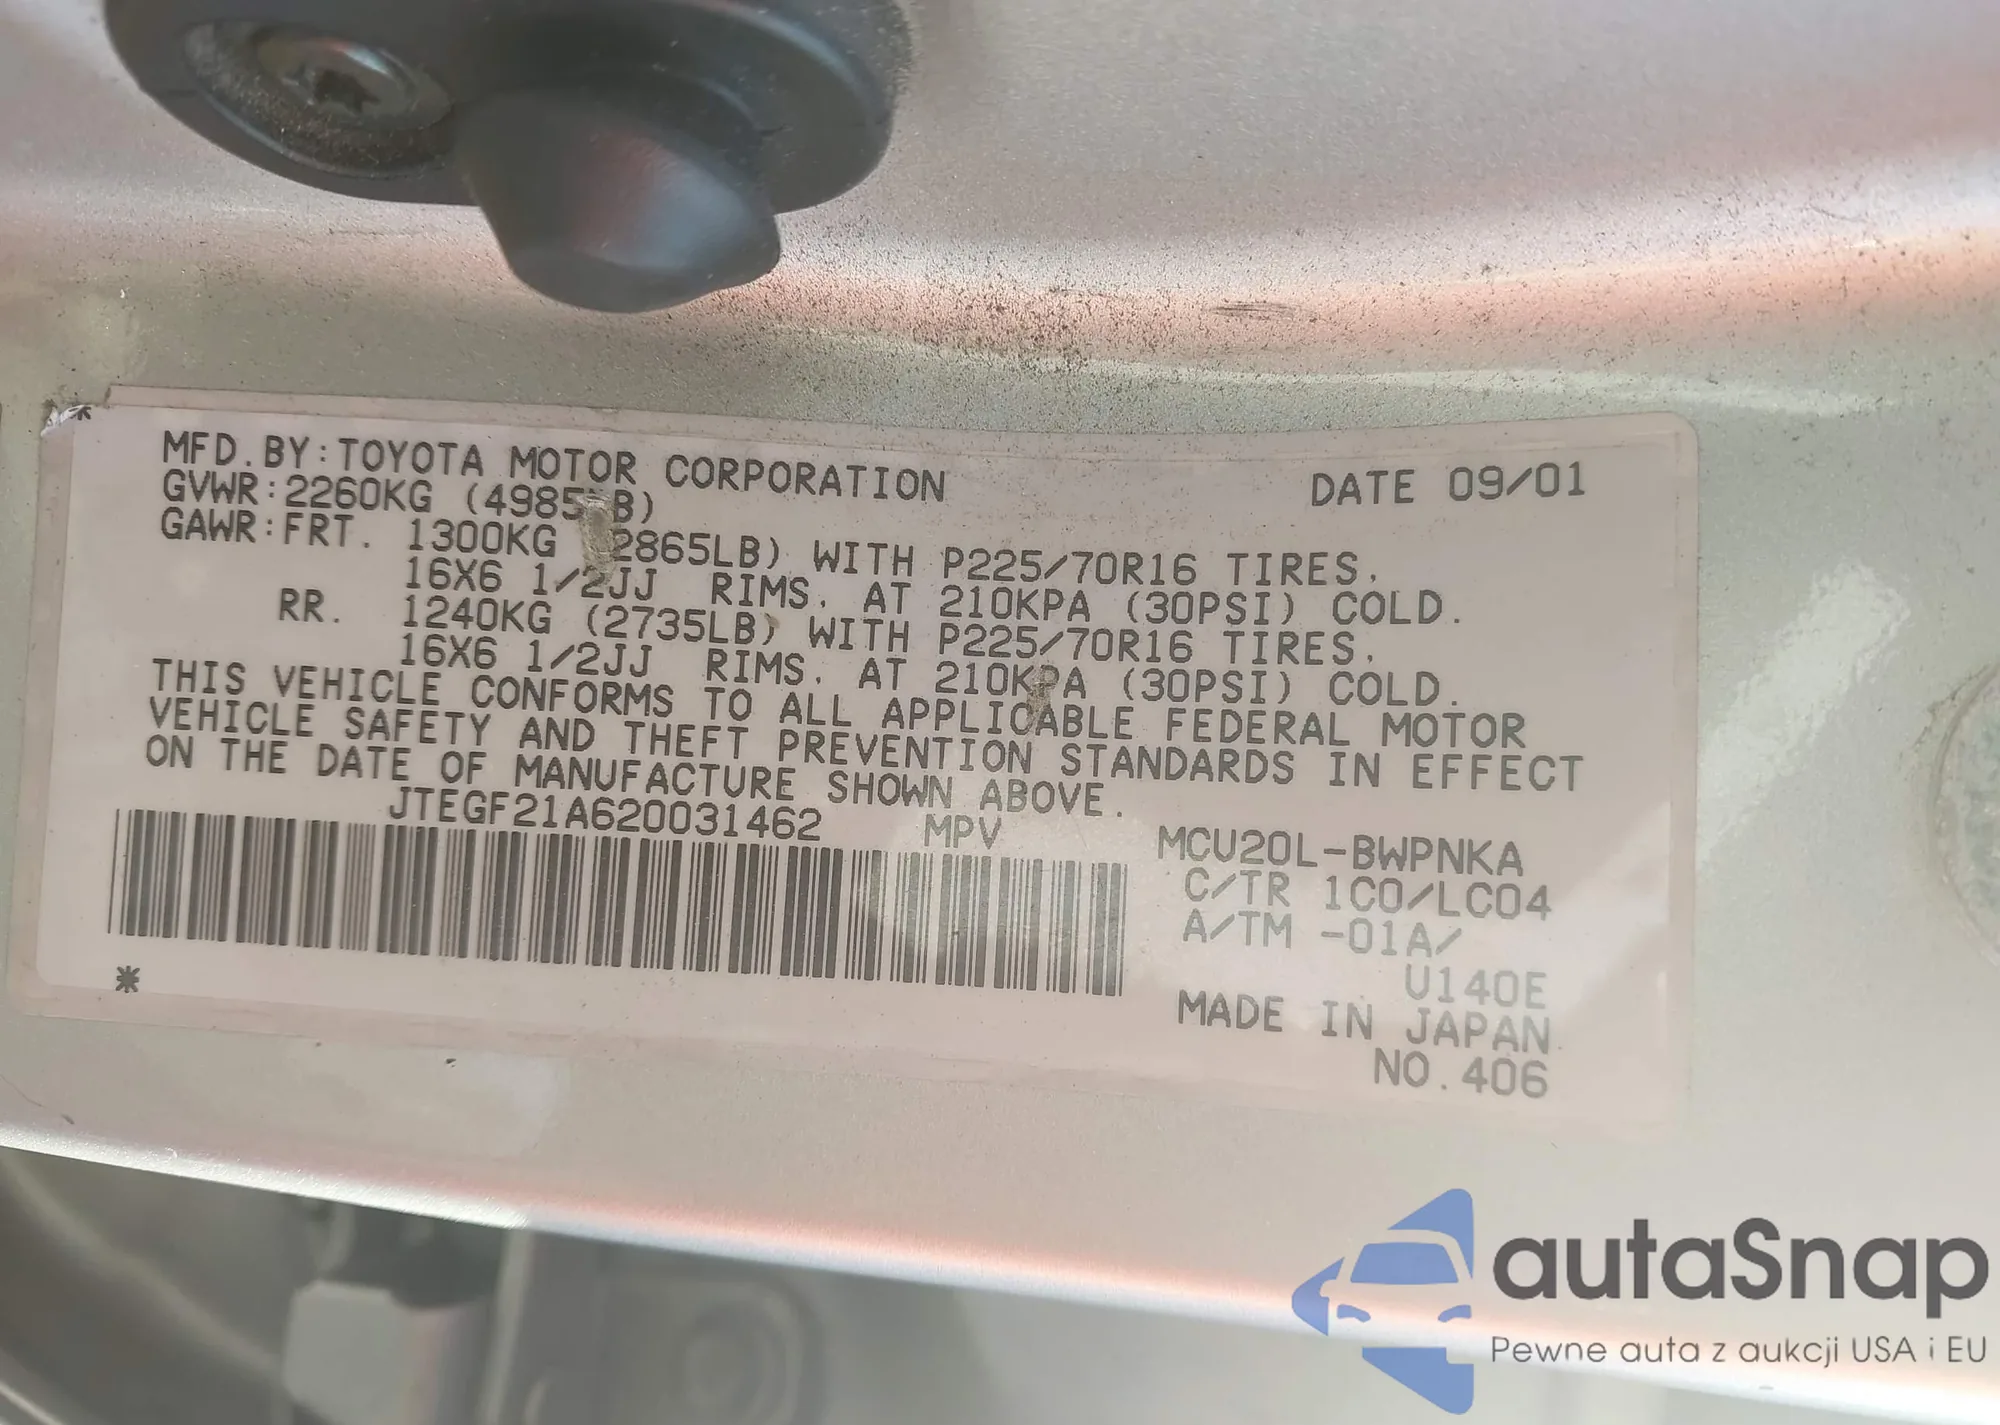 MFD.BY:TOYOTA MOTOR CORPORATION DATE 09/01
GVWR:2260KG (4985LB)
GAWR:FRT. 1300KG (2865LB) WITH P225/70R16 TIRES,
16X6 1/2JJ RIMS, AT 210KPA (30PSI) COLD.
RR. 1240KG (2735LB) WITH P225/70R16 TIRES,
16X6 1/2JJ RIMS, AT 210KPA (30PSI) COLD.
THIS VEHICLE CONFORMS TO ALL APPLICABLE FEDERAL MOTOR
VEHICLE SAFETY AND THEFT PREVENTION STANDARDS IN EFFECT
ON THE DATE OF MANUFACTURE SHOWN ABOVE.
JTEGF21A620031462 MPV MCU20L-BWPNKA
C/TR 1C0/LC04
A/TM -01A/
U140E
MADE IN JAPAN
NO.406
autaSnap
Pewne auta z aukcji USA i EU